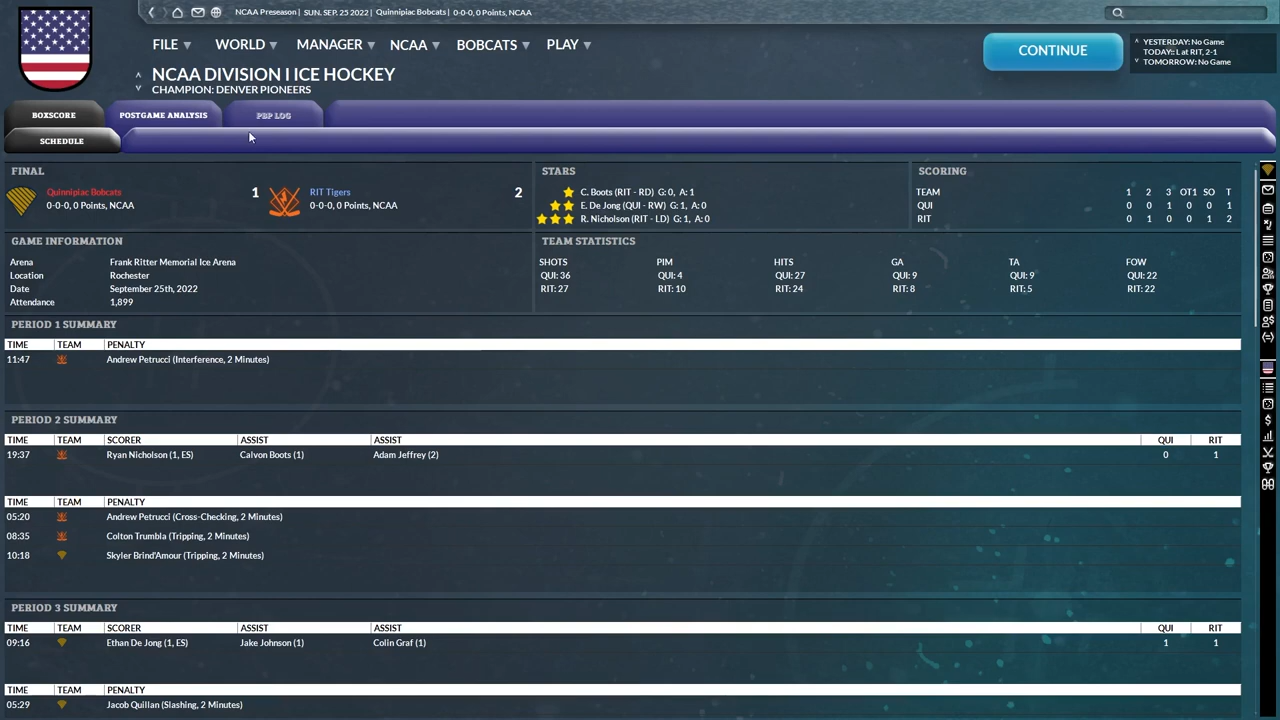 NCAA Preseason | SUN. SEP. 25 2022 | Quinnipiac Bobcats | 0-0-0, 0 Points, NCAA
FILE WORLD MANAGER NCAA BOBCATS PLAY
CONTINUE
YESTERDAY: No Game
TODAY: L at RIT, 2-1
TOMORROW: No Game
NCAA DIVISION I ICE HOCKEY
CHAMPION: DENVER PIONEERS
BOXSCORE POSTGAME ANALYSIS PBP LOG
SCHEDULE
FINAL
Quinnipiac Bobcats 1 RIT Tigers 2
0-0-0, 0 Points, NCAA 0-0-0, 0 Points, NCAA
STARS
C. Boots (RIT - RD) G: 0, A: 1
E. De Jong (QUI - RW) G: 1, A: 0
R. Nicholson (RIT - LD) G: 1, A: 0
SCORING
TEAM 1 2 3 OT1 SO T
QUI 0 0 1 0 0 1
RIT 0 1 0 0 1 2
GAME INFORMATION
Arena Frank Ritter Memorial Ice Arena
Location Rochester
Date September 25th, 2022
Attendance 1,899
TEAM STATISTICS
SHOTS PIM HITS GA TA FOW
QUI: 36 QUI: 4 QUI: 27 QUI: 9 QUI: 9 QUI: 22
RIT: 27 RIT: 10 RIT: 24 RIT: 8 RIT: 5 RIT: 22
PERIOD 1 SUMMARY
TIME TEAM PENALTY
11:47 Andrew Petrucci (Interference, 2 Minutes)
PERIOD 2 SUMMARY
TIME TEAM SCORER ASSIST ASSIST QUI RIT
19:37 Ryan Nicholson (1, ES) Calvon Boots (1) Adam Jeffrey (2) 0 1
TIME TEAM PENALTY
05:20 Andrew Petrucci (Cross-Checking, 2 Minutes)
08:35 Colton Trumbla (Tripping, 2 Minutes)
10:18 Skyler Brind'Amour (Tripping, 2 Minutes)
PERIOD 3 SUMMARY
TIME TEAM SCORER ASSIST ASSIST QUI RIT
09:16 Ethan De Jong (1, ES) Jake Johnson (1) Colin Graf (1) 1 1
TIME TEAM PENALTY
05:29 Jacob Quillan (Slashing, 2 Minutes)